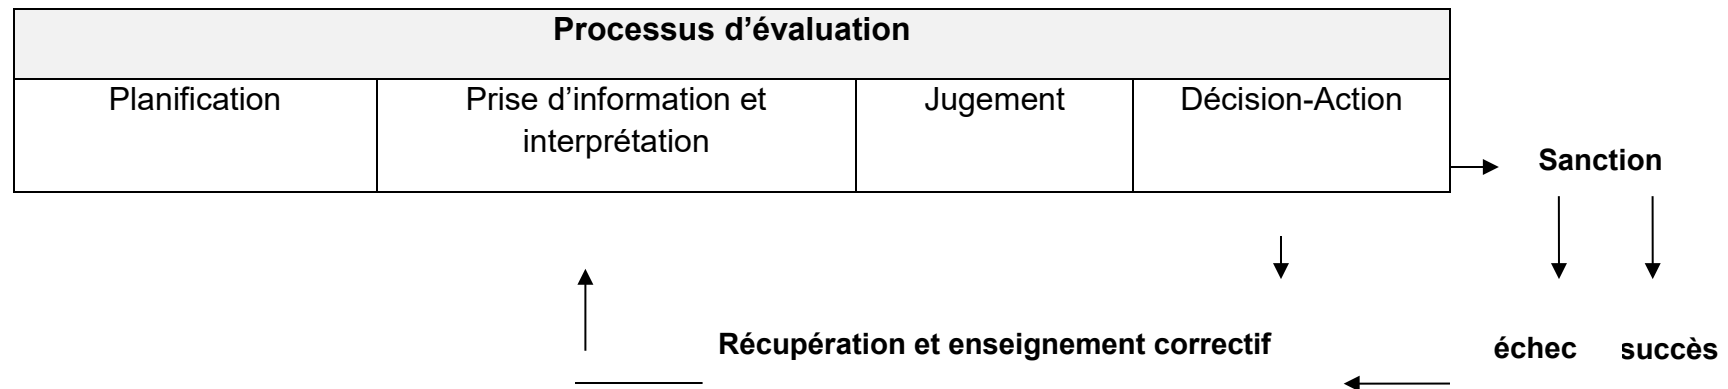 Processus d’évaluation
Planification
Prise d’information et
interprétation
Jugement
Décision-Action
Sanction
Récupération et enseignement correctif
échec
succès